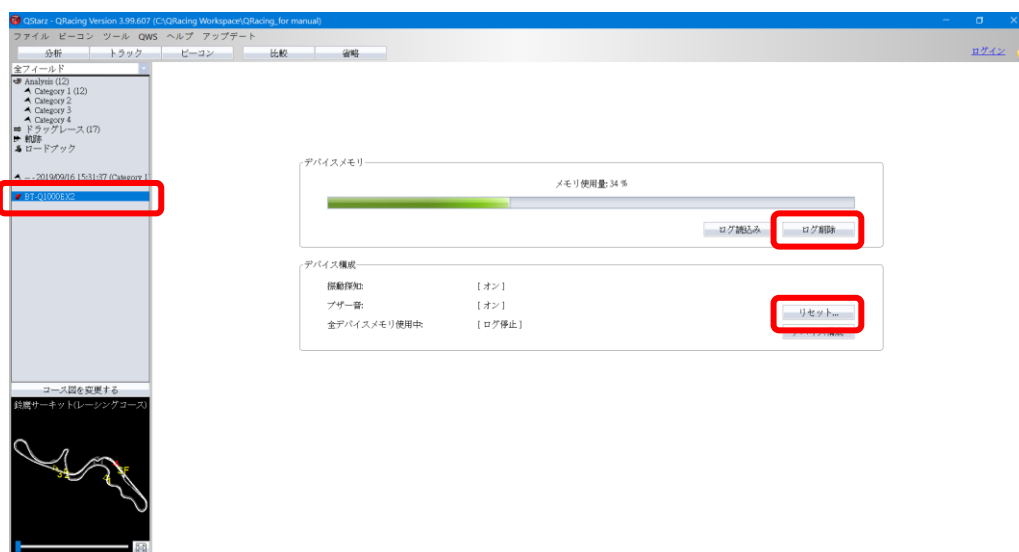 QStarz - QRacing Version 3.99.607 (C:\QRacing Workspace\QRacing_for manual)
ファイル ビーコン ツール QWS ヘルプ アップデート
分析 トラック ビーコン 比較 省略 ログイン
全フィールド
Analysis (12)
Category 1 (12)
Category 2
Category 3
Category 4
ドラッグレース (17)
軌跡
ロードブック
--- 2019/09/16 15:31:37 (Category 1
BT-Q1000EX2
デバイスメモリ
メモリ使用量: 34 %
ログ読込み ログ削除
デバイス構成
振動探知: [ オン ]
ブザー音: [ オン ]
リセット...
全デバイスメモリ使用中: [ ログ停止 ]
コース図を変更する
鈴鹿サーキット(レーシングコース)
SF